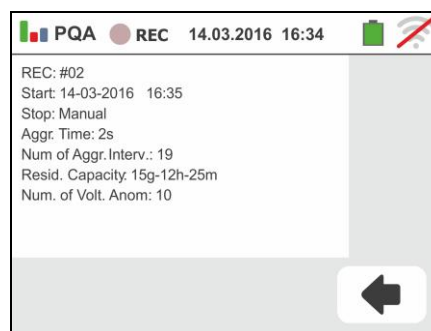 PQA REC 14.03.2016 16:34
REC: #02
Start: 14-03-2016 16:35
Stop: Manual
Aggr. Time: 2s
Num of Aggr.Interv.: 19
Resid. Capacity: 15g-12h-25m
Num. of Volt. Anom: 10